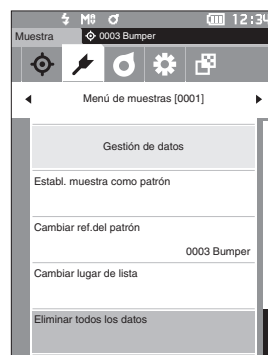 M 12:34
Muestra 0003 Bumper
Menú de muestras [0001]
Gestión de datos
Establ. muestra como patrón
Cambiar ref.del patrón
0003 Bumper
Cambiar lugar de lista
Eliminar todos los datos